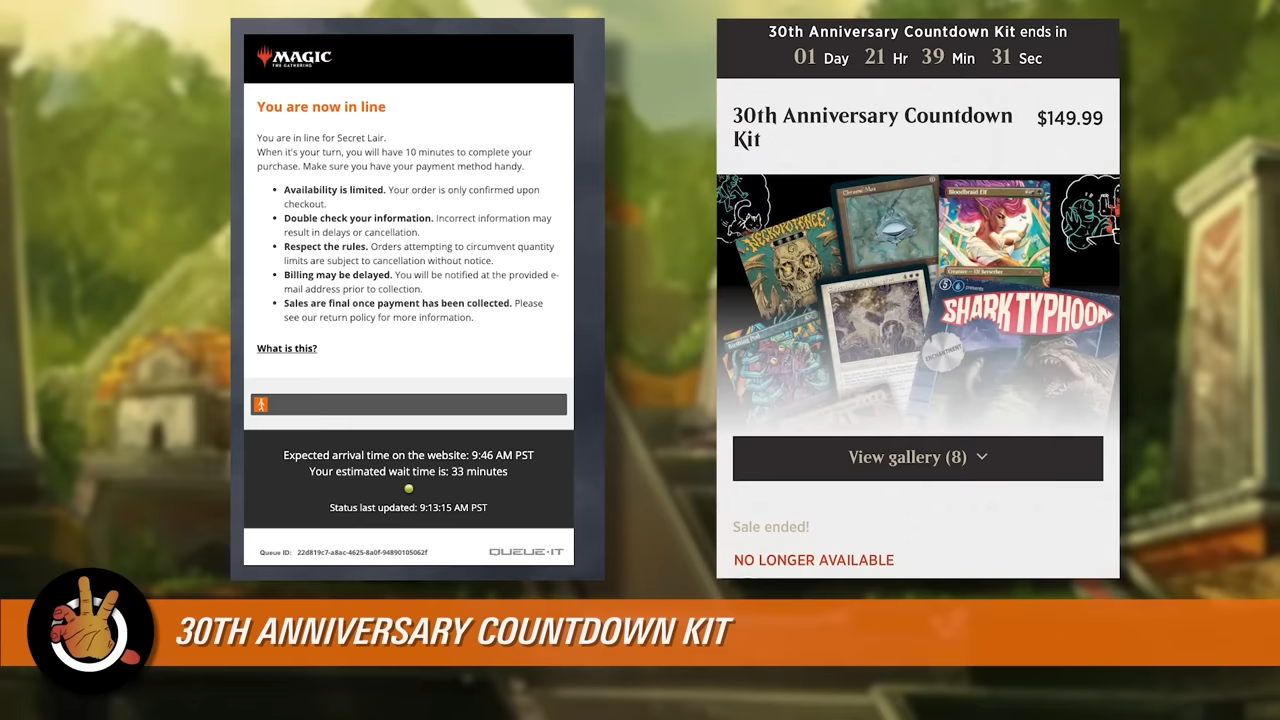 MAGIC
THE GATHERING
You are now in line
You are in line for Secret Lair.
When it's your turn, you will have 10 minutes to complete your
purchase. Make sure you have your payment method handy.
• Availability is limited. Your order is only confirmed upon
checkout.
• Double check your information. Incorrect information may
result in delays or cancellation.
• Respect the rules. Orders attempting to circumvent quantity
limits are subject to cancellation without notice.
• Billing may be delayed. You will be notified at the provided e-
mail address prior to collection.
• Sales are final once payment has been collected. Please
see our return policy for more information.
What is this?
Expected arrival time on the website: 9:46 AM PST
Your estimated wait time is: 33 minutes
Status last updated: 9:13:15 AM PST
Queue ID: 22d819c7-a8ac-4625-8a0f-94890105062f
QUEUE-IT
30th Anniversary Countdown Kit ends in
01 Day 21 Hr 39 Min 31 Sec
30th Anniversary Countdown
Kit
$149.99
NECROPOTENCE
Chrome Mox
Bloodbraid Elf
Creature — Elf Berserker
Birthing Pod
5
presents
SHARK TYPHOON
ENCHANTMENT
View gallery (8)
Sale ended!
NO LONGER AVAILABLE
30TH ANNIVERSARY COUNTDOWN KIT